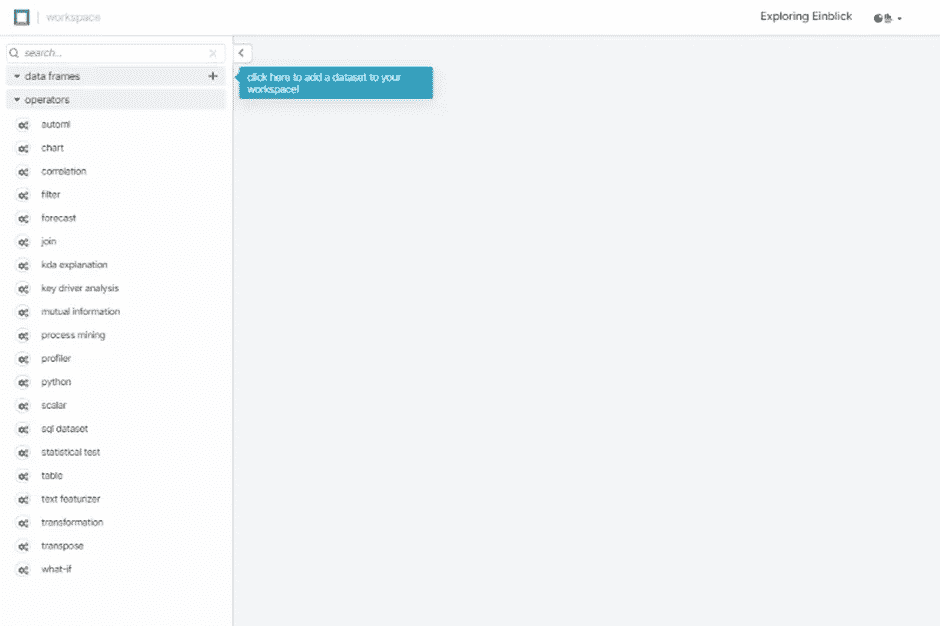 workspace
Exploring Einblick
search...
data frames
click here to add a dataset to your
workspace!
operators
automl
chart
correlation
filter
forecast
join
kda explanation
key driver analysis
mutual information
process mining
profiler
python
scalar
sql dataset
statistical test
table
text featurizer
transformation
transpose
what-if